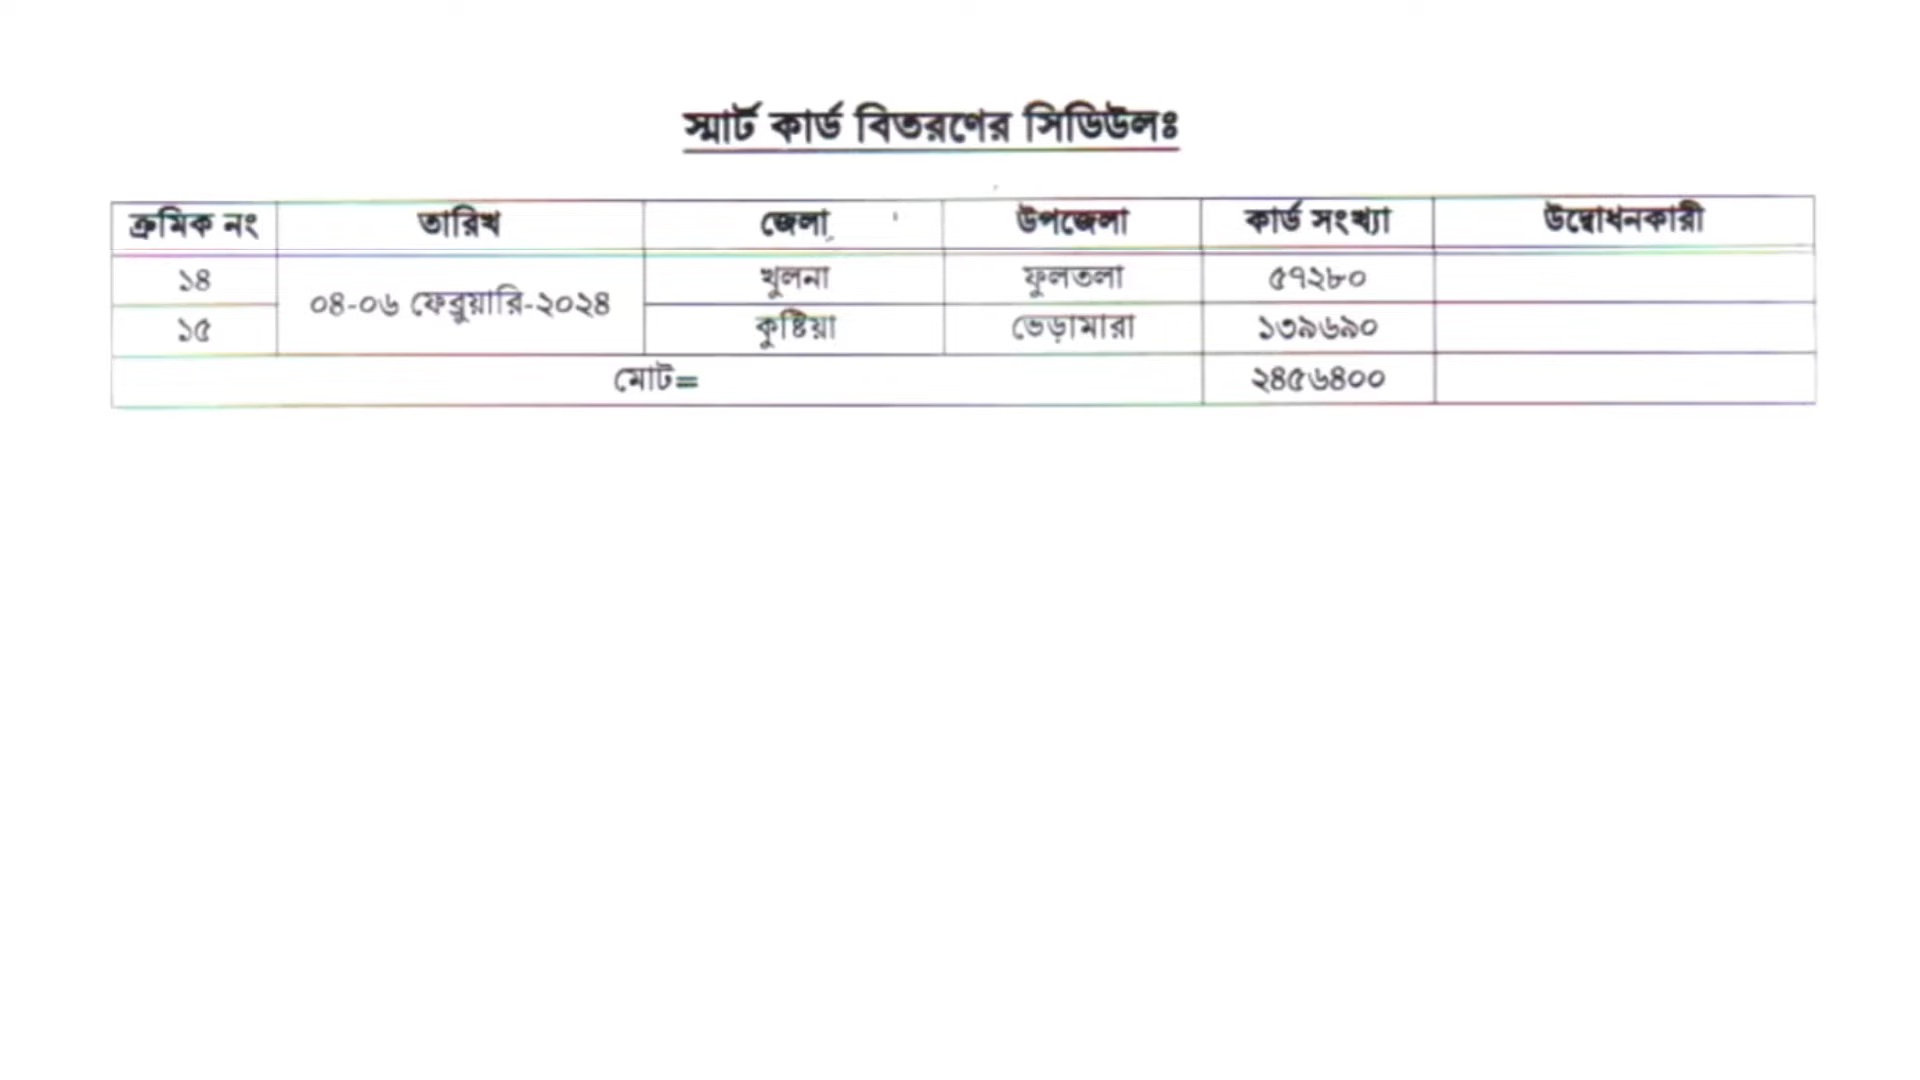 স্মার্ট কার্ড বিতরণের সিডিউলঃ
ক্রমিক নং তারিখ জেলা উপজেলা কার্ড সংখ্যা উদ্বোধনকারী
১৪ ০৪-০৬ ফেব্রুয়ারি-২০২৪ খুলনা ফুলতলা ৫৭২৮০
১৫ কুষ্টিয়া ভেড়ামারা ১৩৯৬৯০
মোট= ২৪৫৬৪০০